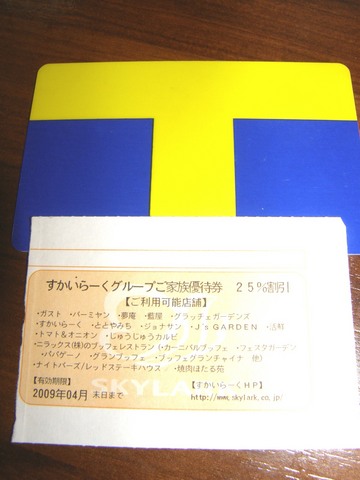 T
すかいらーくグループご家族優待券 25%割引
【ご利用可能店舗】
・ガスト ・バーミヤン ・夢庵 ・藍屋 ・グラッチェガーデンズ
・すかいらーく ・ととやみち ・ジョナサン ・J's GARDEN ・法林
・トマト&オニオン ・じゅうじゅうカルビ
・ニラックス(株)のブッフェレストラン(・カーニバルブッフェ ・フェスタガーデン
・パパゲーノ ・グランブッフェ ・ブッフェグランチャイナ 他)
・ナイトバーズ/レッドステーキハウス ・焼肉ほたる苑
【有効期限】 【すかいらーくHP】
2009年04月 末日まで http://www.skylark.co.jp/
SKYLARK